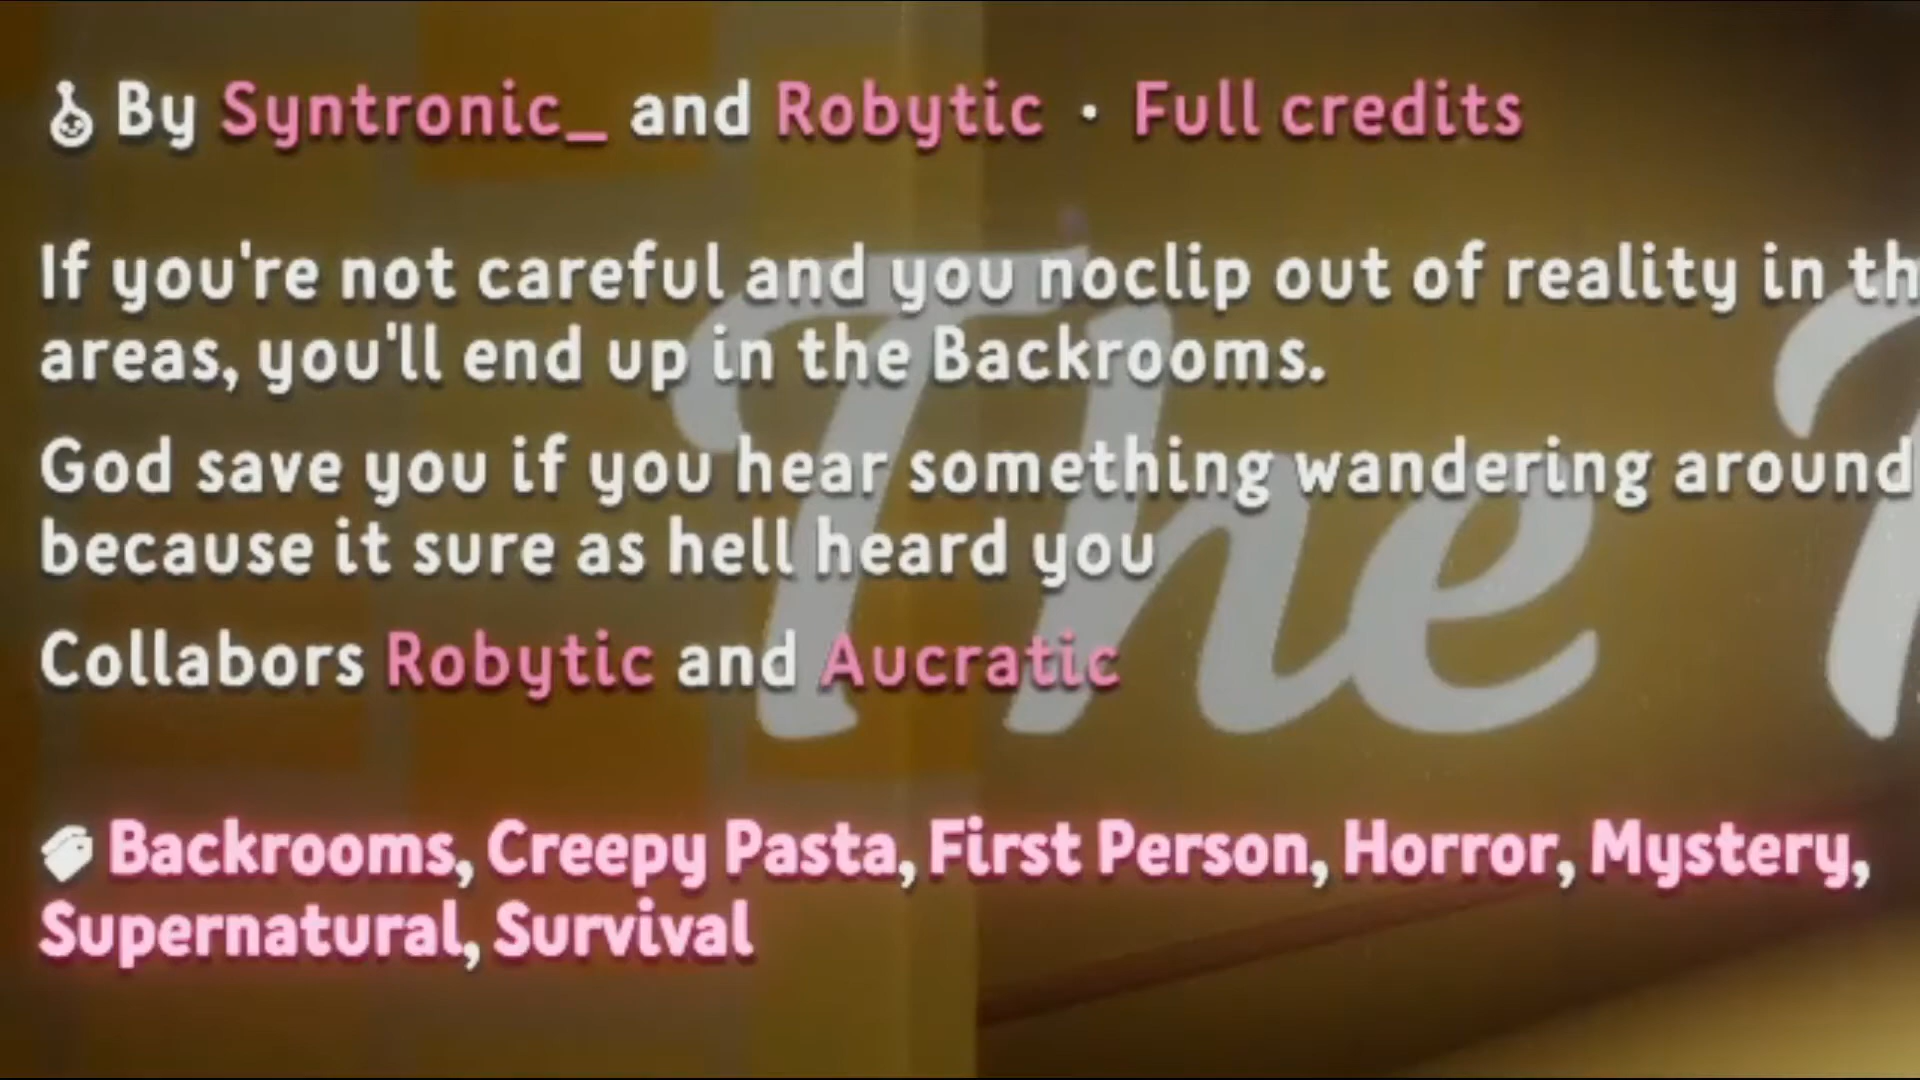 By Syntronic_ and Robytic · Full credits
If you're not careful and you noclip out of reality in
areas, you'll end up in the Backrooms.
God save you if you hear something wandering around
because it sure as hell heard you
Collabors Robytic and Aucratic
Backrooms, Creepy Pasta, First Person, Horror, Mystery,
Supernatural, Survival
The